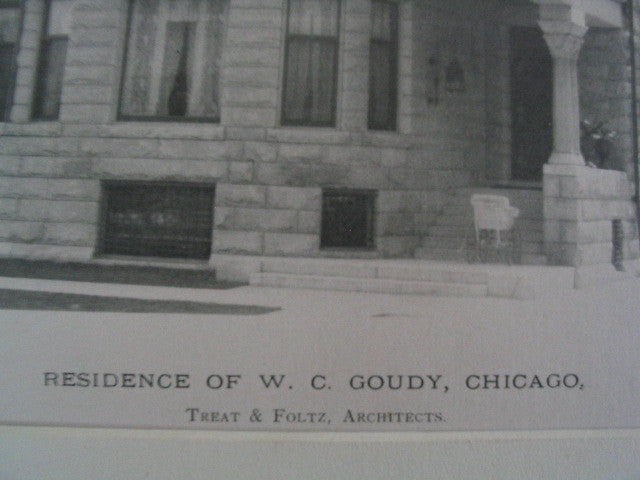 RESIDENCE OF W. C. GOUDY, CHICAGO,
TREAT & FOLTZ, ARCHITECTS.